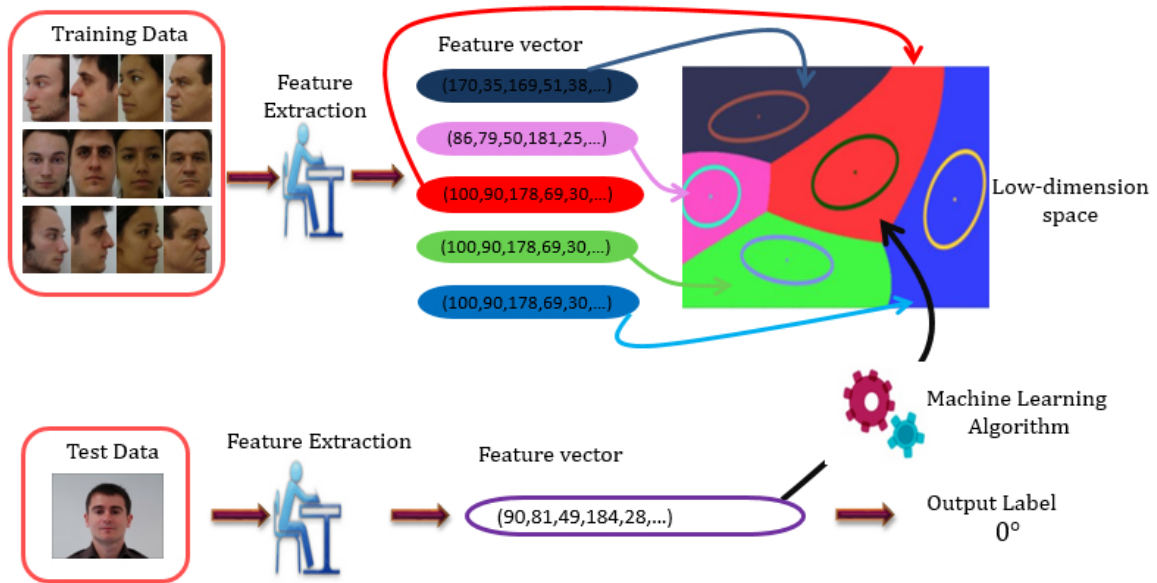 Training Data
Feature
Extraction
Feature vector
(170,35,169,51,38,...)
(86,79,50,181,25,...)
(100,90,178,69,30,...)
(100,90,178,69,30,...)
(100,90,178,69,30,...)
Low-dimension
space
Machine Learning
Algorithm
Test Data
Feature Extraction
Feature vector
(90,81,49,184,28,...)
Output Label
0°